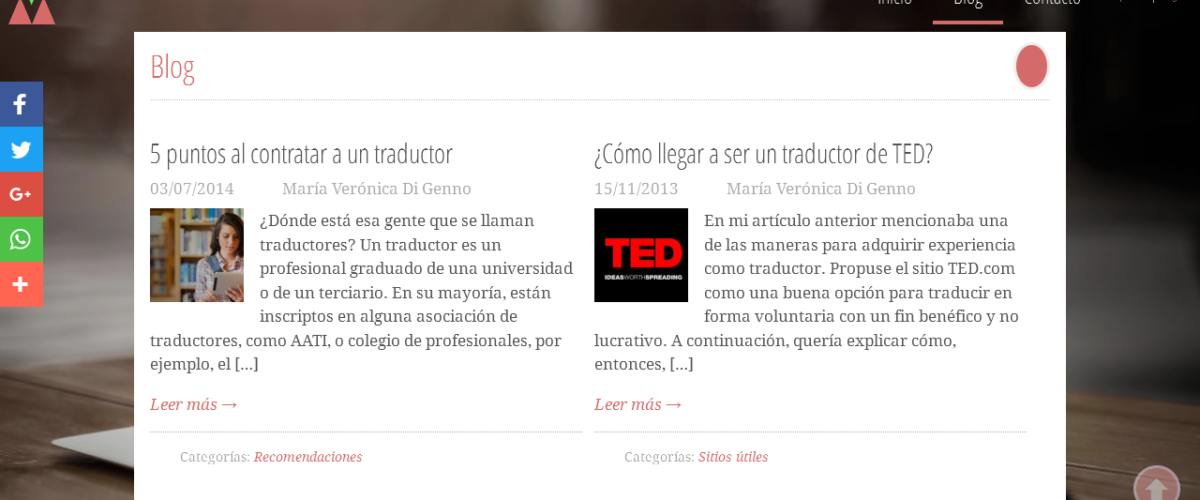 Inicio Blog Contacto
Blog
5 puntos al contratar a un traductor
03/07/2014 María Verónica Di Genno
¿Dónde está esa gente que se llaman
traductores? Un traductor es un
profesional graduado de una universidad
o de un terciario. En su mayoría, están
inscriptos en alguna asociación de
traductores, como AATI, o colegio de profesionales, por
ejemplo, el [...]
Leer más →
Categorías: Recomendaciones
¿Cómo llegar a ser un traductor de TED?
15/11/2013 María Verónica Di Genno
TED
IDEAS WORTH SPREADING
En mi artículo anterior mencionaba una
de las maneras para adquirir experiencia
como traductor. Propuse el sitio TED.com
como una buena opción para traducir en
forma voluntaria con un fin benéfico y no
lucrativo. A continuación, quería explicar cómo,
entonces, [...]
Leer más →
Categorías: Sitios útiles